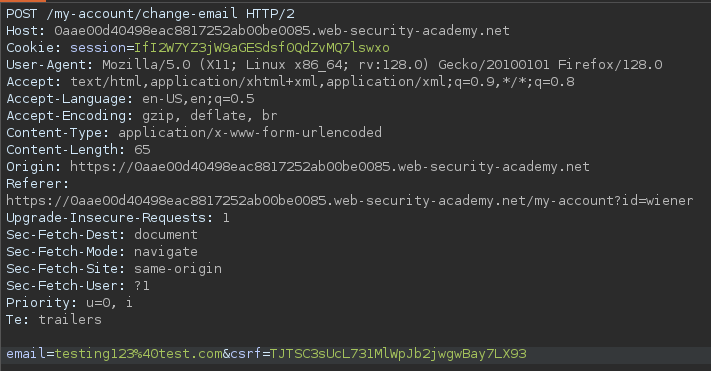 POST /my-account/change-email HTTP/2
Host: 0aae00d40498eac8817252ab00be0085.web-security-academy.net
Cookie: session=IfI2W7YZ3jW9aGESdsf0QdZvMQ7lswxo
User-Agent: Mozilla/5.0 (X11; Linux x86_64; rv:128.0) Gecko/20100101 Firefox/128.0
Accept: text/html,application/xhtml+xml,application/xml;q=0.9,*/*;q=0.8
Accept-Language: en-US,en;q=0.5
Accept-Encoding: gzip, deflate, br
Content-Type: application/x-www-form-urlencoded
Content-Length: 65
Origin: https://0aae00d40498eac8817252ab00be0085.web-security-academy.net
Referer:
https://0aae00d40498eac8817252ab00be0085.web-security-academy.net/my-account?id=wiener
Upgrade-Insecure-Requests: 1
Sec-Fetch-Dest: document
Sec-Fetch-Mode: navigate
Sec-Fetch-Site: same-origin
Sec-Fetch-User: ?1
Priority: u=0, i
Te: trailers
email=testing123%40test.com&csrf=TJTSC3sUcL731MlWpJb2jwgwBay7LX93